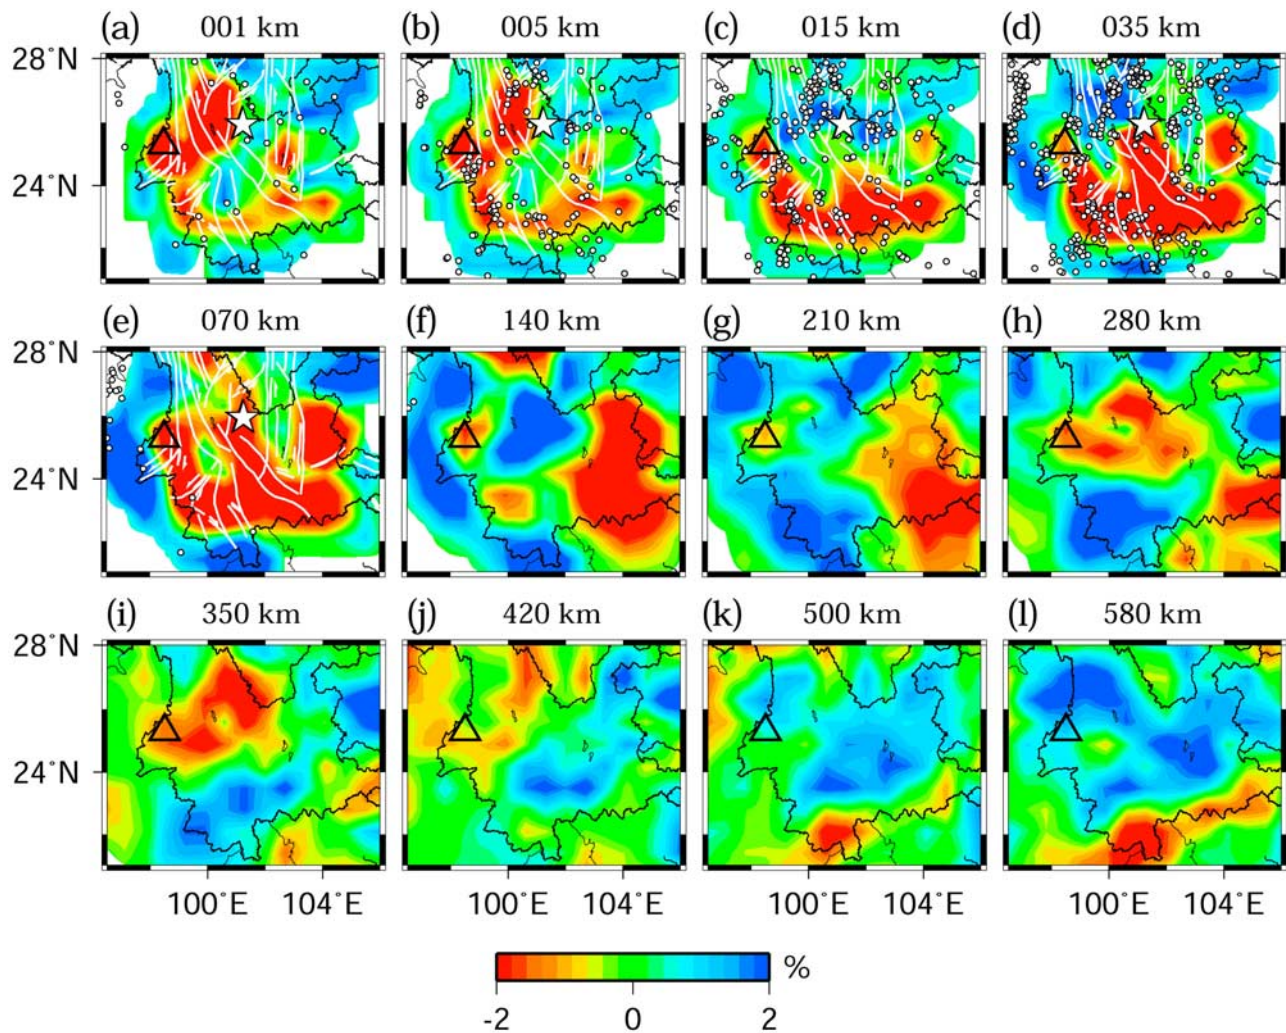 (a) 001 km (b) 005 km (c) 015 km (d) 035 km
28°N
24°N
(e) 070 km (f) 140 km (g) 210 km (h) 280 km
28°N
24°N
(i) 350 km (j) 420 km (k) 500 km (l) 580 km
28°N
24°N
100°E 104°E 100°E 104°E 100°E 104°E 100°E 104°E
%
-2 0 2